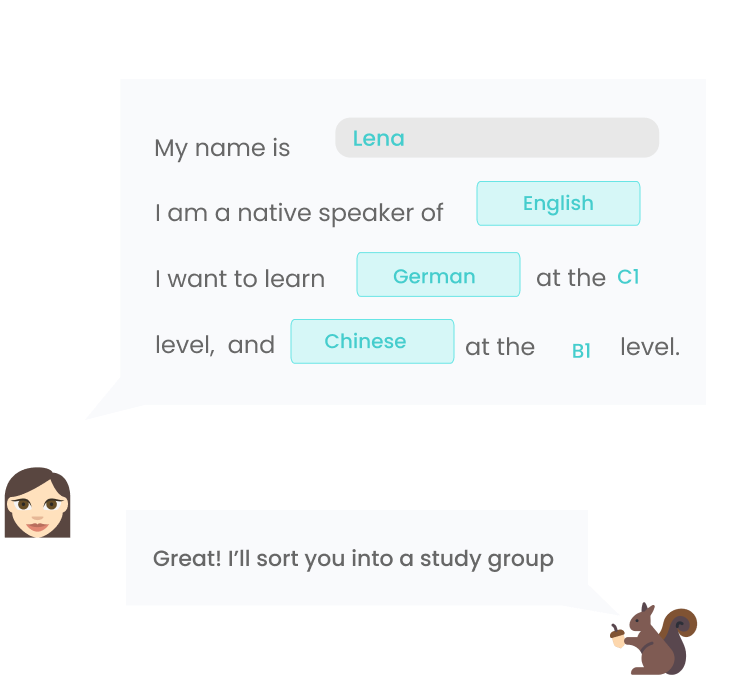 My name is Lena
I am a native speaker of English
I want to learn German at the C1
level, and Chinese at the B1 level.
Great! I’ll sort you into a study group